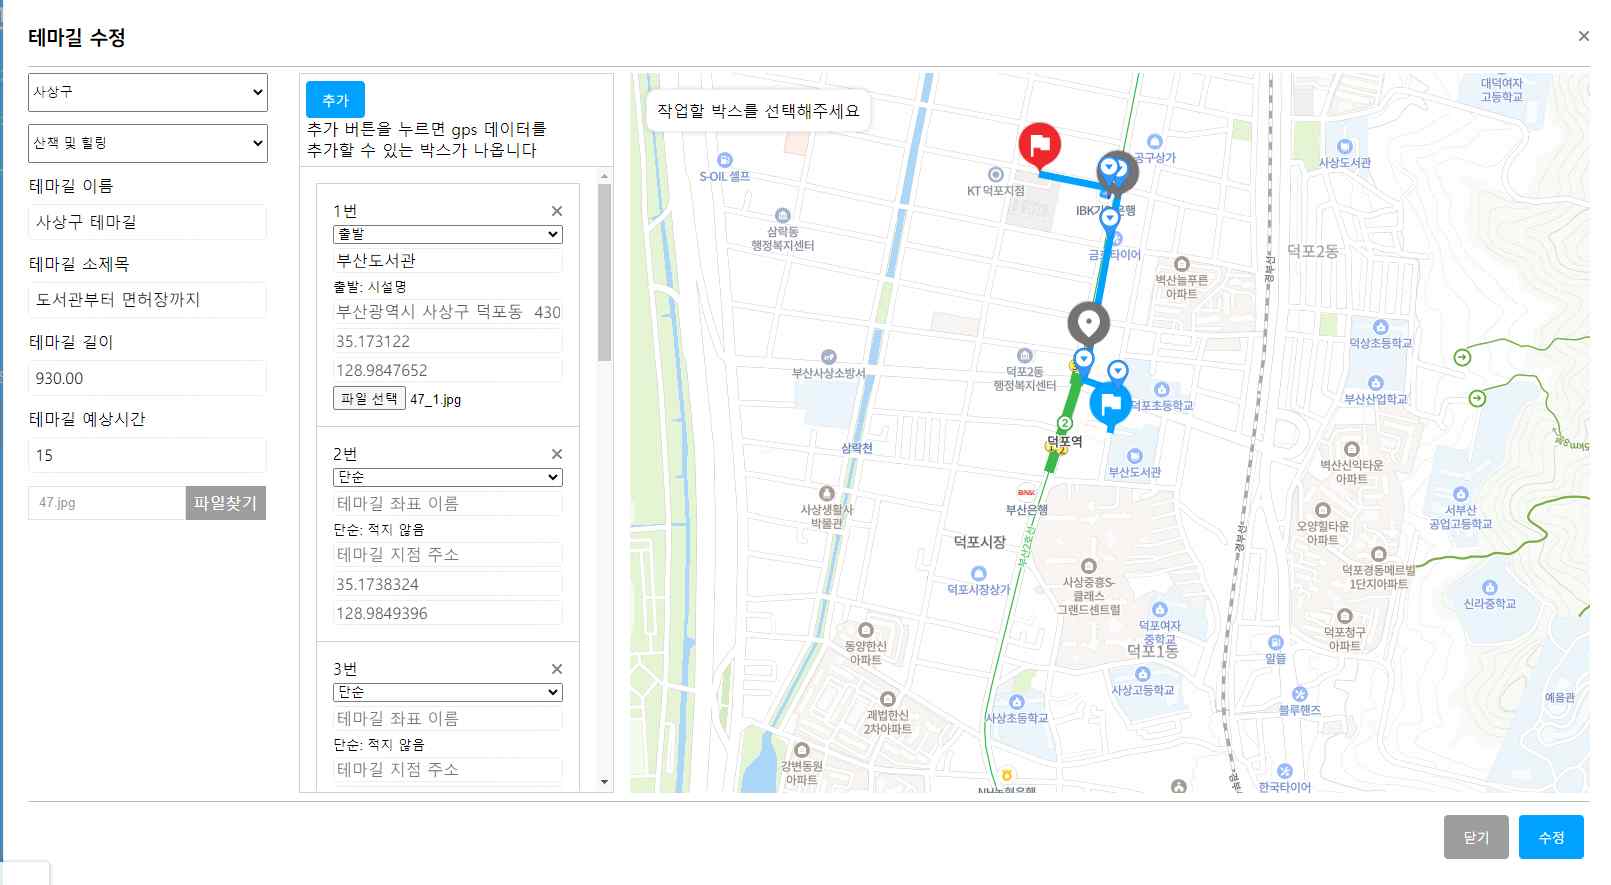 테마길 수정
×
사상구
산책 및 힐링
테마길 이름
사상구 테마길
테마길 소제목
도서관부터 면허장까지
테마길 길이
930.00
테마길 예상시간
15
47.jpg
파일찾기
추가
추가 버튼을 누르면 gps 데이터를
추가할 수 있는 박스가 나옵니다
1번
출발
부산도서관
출발: 시설명
부산광역시 사상구 덕포동 430
35.173122
128.9847652
파일 선택 47_1.jpg
2번
단순
테마길 좌표 이름
단순: 적지 않음
테마길 지점 주소
35.1738324
128.9849396
3번
단순
테마길 좌표 이름
단순: 적지 않음
테마길 지점 주소
작업할 박스를 선택해주세요
대덕여자
고등학교
공구상가
사상도서관
S-OIL 셀프
KT 덕포지점
삼락동
행정복지센터
덕포2동
벽산늘푸른
아파트
경부선
덕상초등학교
부산사상소방서
덕포2동
행정복지센터
부산산업학교
덕포초등학교
2
덕포역
삼락천
부산도서관
벽산신익타운
아파트
BNK
부산은행
사상생활사
박물관
서부산
공업고등학교
오양힐타운
아파트
경부선
덕포시장
부산2호선
덕포경동메르빌
1단지아파트
덕포시장상가
사상중흥S-
클래스
그랜드센트럴
신라중학교
덕포여자
중학교
덕포1동
덕포청구
아파트
동양한신
아파트
알뜰
사상고등학교
예음관
괘법한신
2차아파트
사상초등학교
블루핸즈
강변동원
아파트
한국타이어
닫기
수정